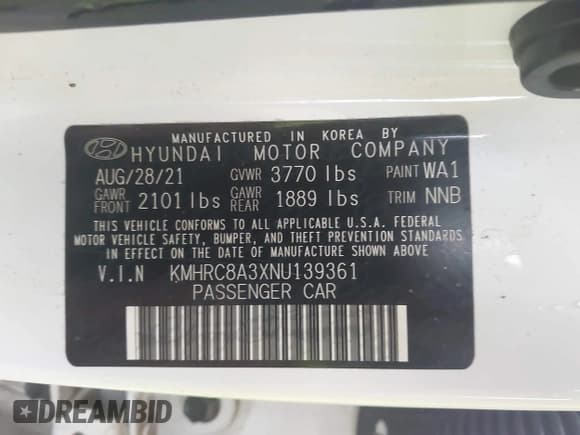 MANUFACTURED IN KOREA BY
HYUNDAI MOTOR COMPANY
AUG/28/21 GVWR 3770 lbs PAINT WA1
GAWR FRONT 2101 lbs GAWR REAR 1889 lbs TRIM NNB
THIS VEHICLE CONFORMS TO ALL APPLICABLE U.S.A. FEDERAL
MOTOR VEHICLE SAFETY, BUMPER, AND THEFT PREVENTION STANDARDS
IN EFFECT ON THE DATE OF MANUFACTURE SHOWN ABOVE
V.I.N KMHRC8A3XNU139361
PASSENGER CAR
DREAMBID